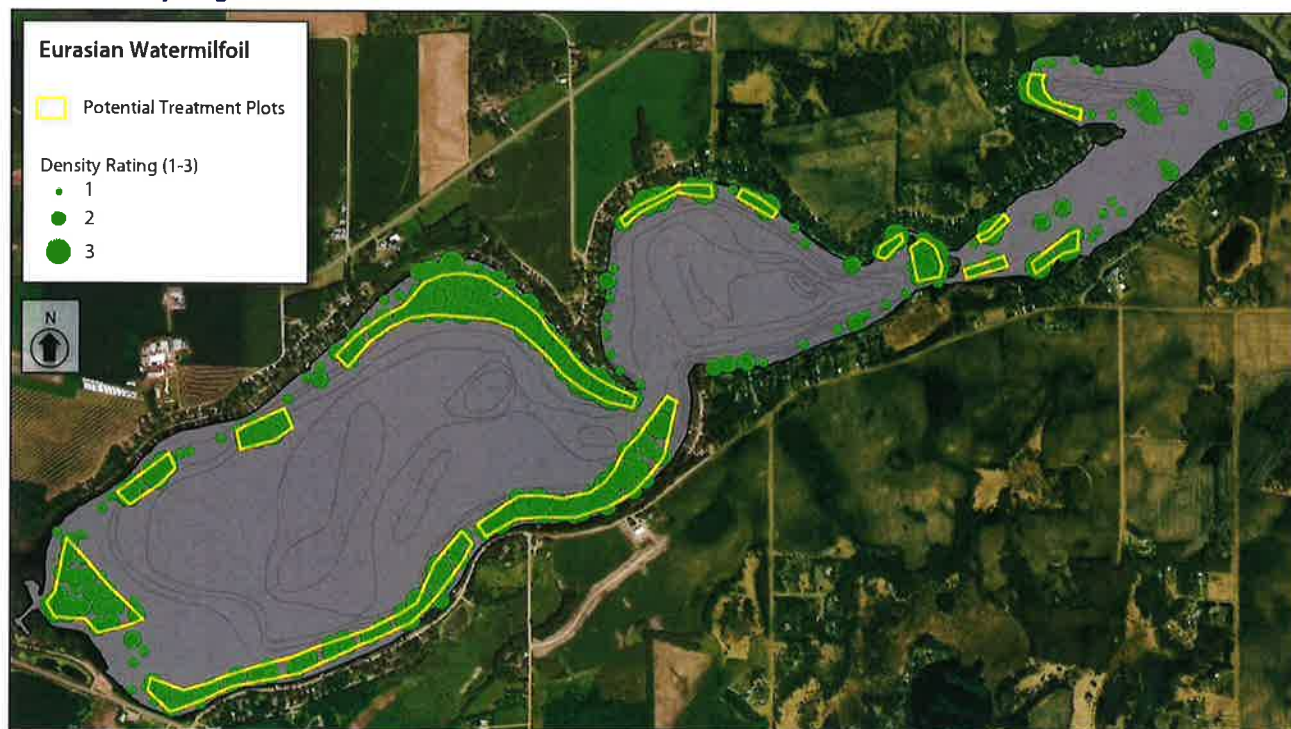 Eurasian Watermilfoil
Potential Treatment Plots
Density Rating (1-3)
1
2
3
N